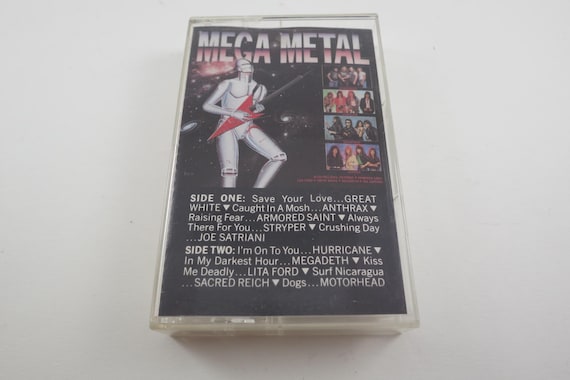 MEGA METAL
SIDE ONE: Save Your Love...GREAT
WHITE ▼ Caught In A Mosh...ANTHRAX ▼
Raising Fear...ARMORED SAINT ▼ Always
There For You...STRYPER ▼ Crushing Day
...JOE SATRIANI
SIDE TWO: I'm On To You...HURRICANE ▼
In My Darkest Hour...MEGADETH ▼ Kiss
Me Deadly...LITA FORD ▼ Surf Nicaragua
...SACRED REICH ▼ Dogs...MOTORHEAD